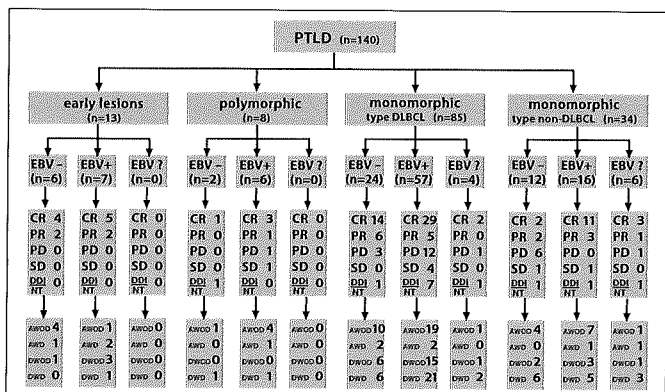 PTLD (n=140)
early lesions
(n=13)
polymorphic
(n=8)
monomorphic
type DLBCL (n=85)
monomorphic
type non-DLBCL (n=34)
EBV -
(n=6)
EBV+
(n=7)
EBV ?
(n=0)
EBV -
(n=2)
EBV+
(n=6)
EBV ?
(n=0)
EBV -
(n=24)
EBV+
(n=57)
EBV ?
(n=4)
EBV -
(n=12)
EBV+
(n=16)
EBV ?
(n=6)
CR 4
PR 2
PD 0
SD 0
DDI 0
NT
CR 5
PR 2
PD 0
SD 0
DDI 0
NT
CR 0
PR 0
PD 0
SD 0
DDI 0
NT
CR 1
PR 0
PD 0
SD 0
DDI 1
NT
CR 3
PR 1
PD 1
SD 1
DDI 0
NT
CR 0
PR 0
PD 0
SD 0
DDI 0
NT
CR 14
PR 6
PD 3
SD 0
DDI 1
NT
CR 29
PR 5
PD 12
SD 4
DDI 7
NT
CR 2
PR 0
PD 1
SD 0
DDI 1
NT
CR 2
PR 2
PD 6
SD 1
DDI 1
NT
CR 11
PR 3
PD 0
SD 1
DDI 1
NT
CR 3
PR 1
PD 1
SD 0
DDI 1
NT
AWOD 4
AWD 1
DWOD 1
DWD 0
AWOD 1
AWD 2
DWOD 3
DWD 1
AWOD 0
AWD 0
DWOD 0
DWD 0
AWOD 1
AWD 0
DWOD 0
DWD 1
AWOD 4
AWD 1
DWOD 0
DWD 1
AWOD 0
AWD 0
DWOD 0
DWD 0
AWOD 10
AWD 2
DWOD 6
DWD 6
AWOD 19
AWD 2
DWOD 15
DWD 21
AWOD 1
AWD 0
DWOD 1
DWD 2
AWOD 4
AWD 0
DWOD 2
DWD 6
AWOD 7
AWD 1
DWOD 3
DWD 5
AWOD 1
AWD 1
DWOD 1
DWD 3